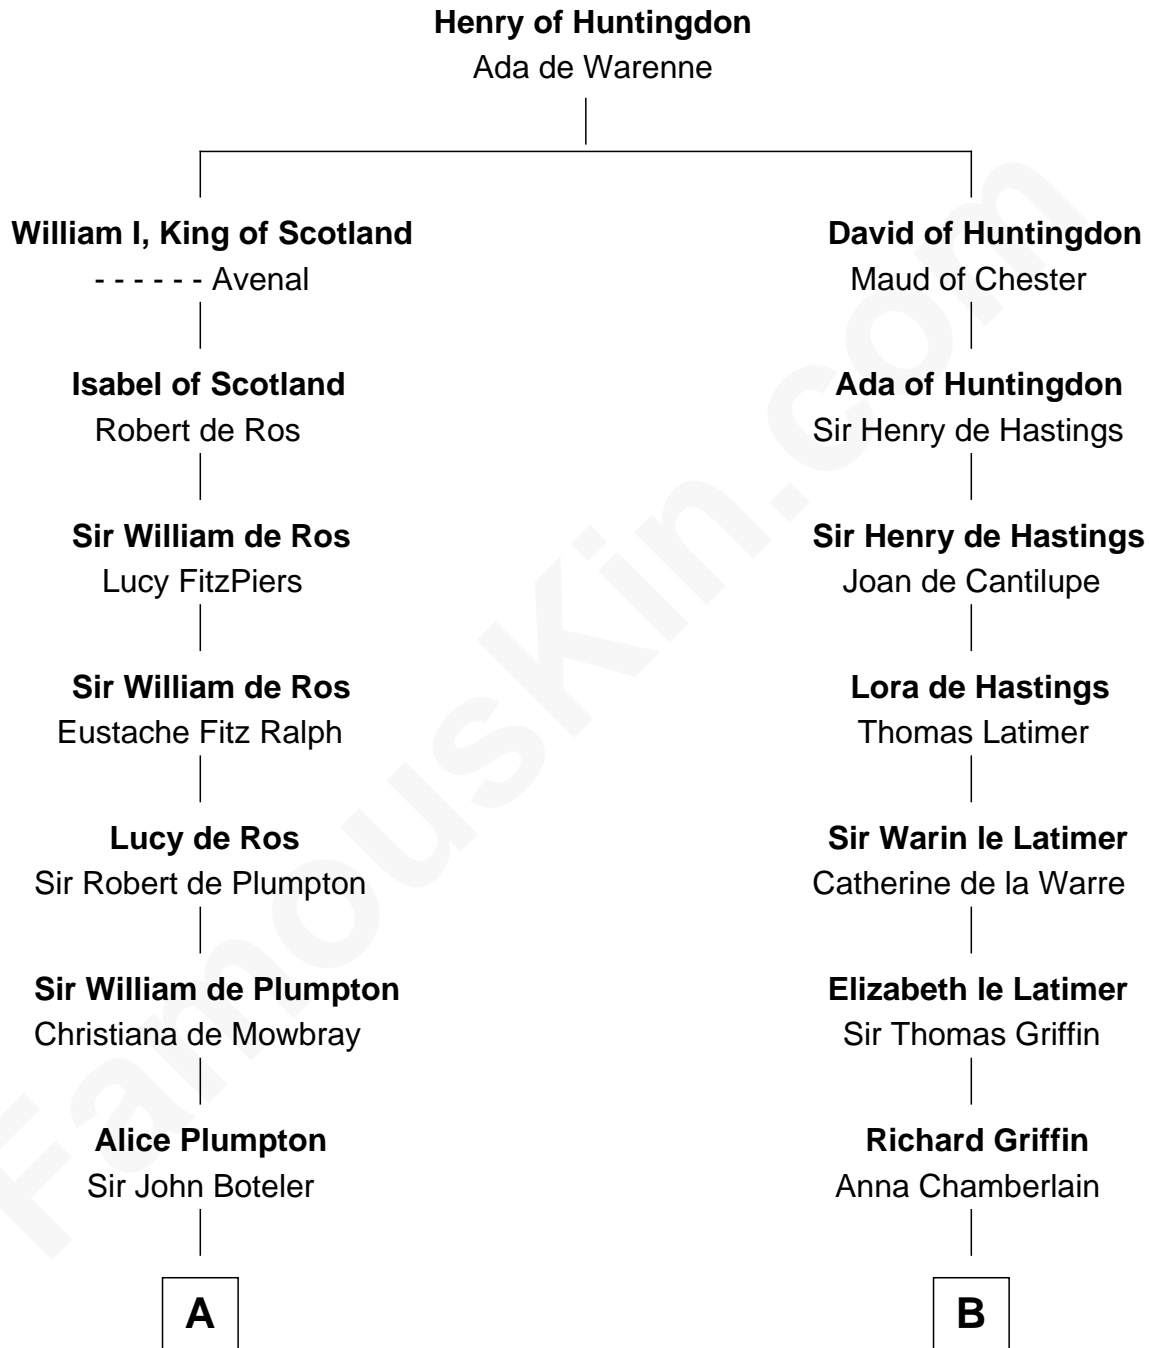 Henry of Huntingdon
Ada de Warenne
William I, King of Scotland
- - - - - - Avenal
Isabel of Scotland
Robert de Ros
Sir William de Ros
Lucy FitzPiers
Sir William de Ros
Eustache Fitz Ralph
Lucy de Ros
Sir Robert de Plumpton
Sir William de Plumpton
Christiana de Mowbray
Alice Plumpton
Sir John Boteler
A
David of Huntingdon
Maud of Chester
Ada of Huntingdon
Sir Henry de Hastings
Sir Henry de Hastings
Joan de Cantilupe
Lora de Hastings
Thomas Latimer
Sir Warin le Latimer
Catherine de la Warre
Elizabeth le Latimer
Sir Thomas Griffin
Richard Griffin
Anna Chamberlain
B
FamousKin.com